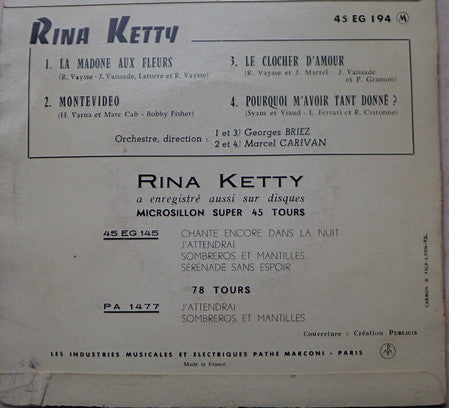 RINA KETTY 45 EG 194 M
1. LA MADONE AUX FLEURS
(R. Vaysse - J. Vaissade, Latorre et R. Vaysse)
2. MONTEVIDEO
(H. Varna et Marc Cab - Bobby Fisher)
3. LE CLOCHER D'AMOUR
(R. Vaysse et J. Martel - J. Vaissade
et P. Gramon)
4. POURQUOI M'AVOIR TANT DONNÉ ?
(Syam et Viaud - L. Ferrari et R. Caironne)
Orchestre, direction : 1 et 3) Georges BRIEZ
2 et 4) Marcel CARIVAN
RINA KETTY
a enregistré aussi sur disques
MICROSILLON SUPER 45 TOURS
45 EG 145 CHANTE ENCORE DANS LA NUIT
J'ATTENDRAI
SOMBREROS ET MANTILLES
SERENADE SANS ESPOIR
78 TOURS
PA 1477 J'ATTENDRAI
SOMBREROS ET MANTILLES
Couverture : Création PUBLICIS
LES INDUSTRIES MUSICALES ET ELECTRIQUES PATHE MARCONI - PARIS
Made in France